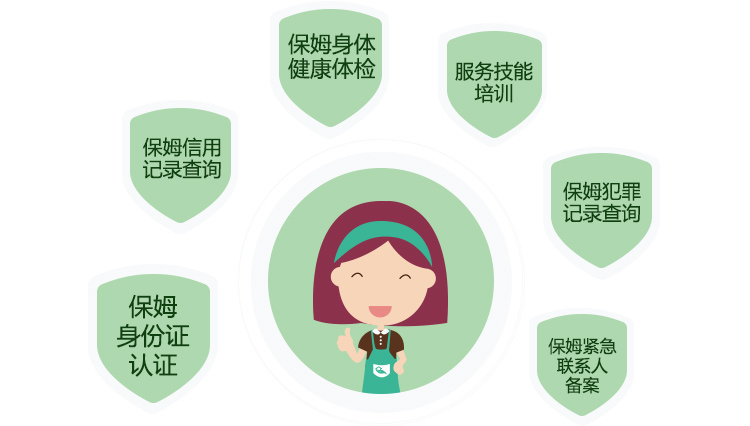 保姆身体
健康体检
服务技能
培训
保姆信用
记录查询
保姆犯罪
记录查询
保姆
身份证
认证
保姆紧急
联系人
备案